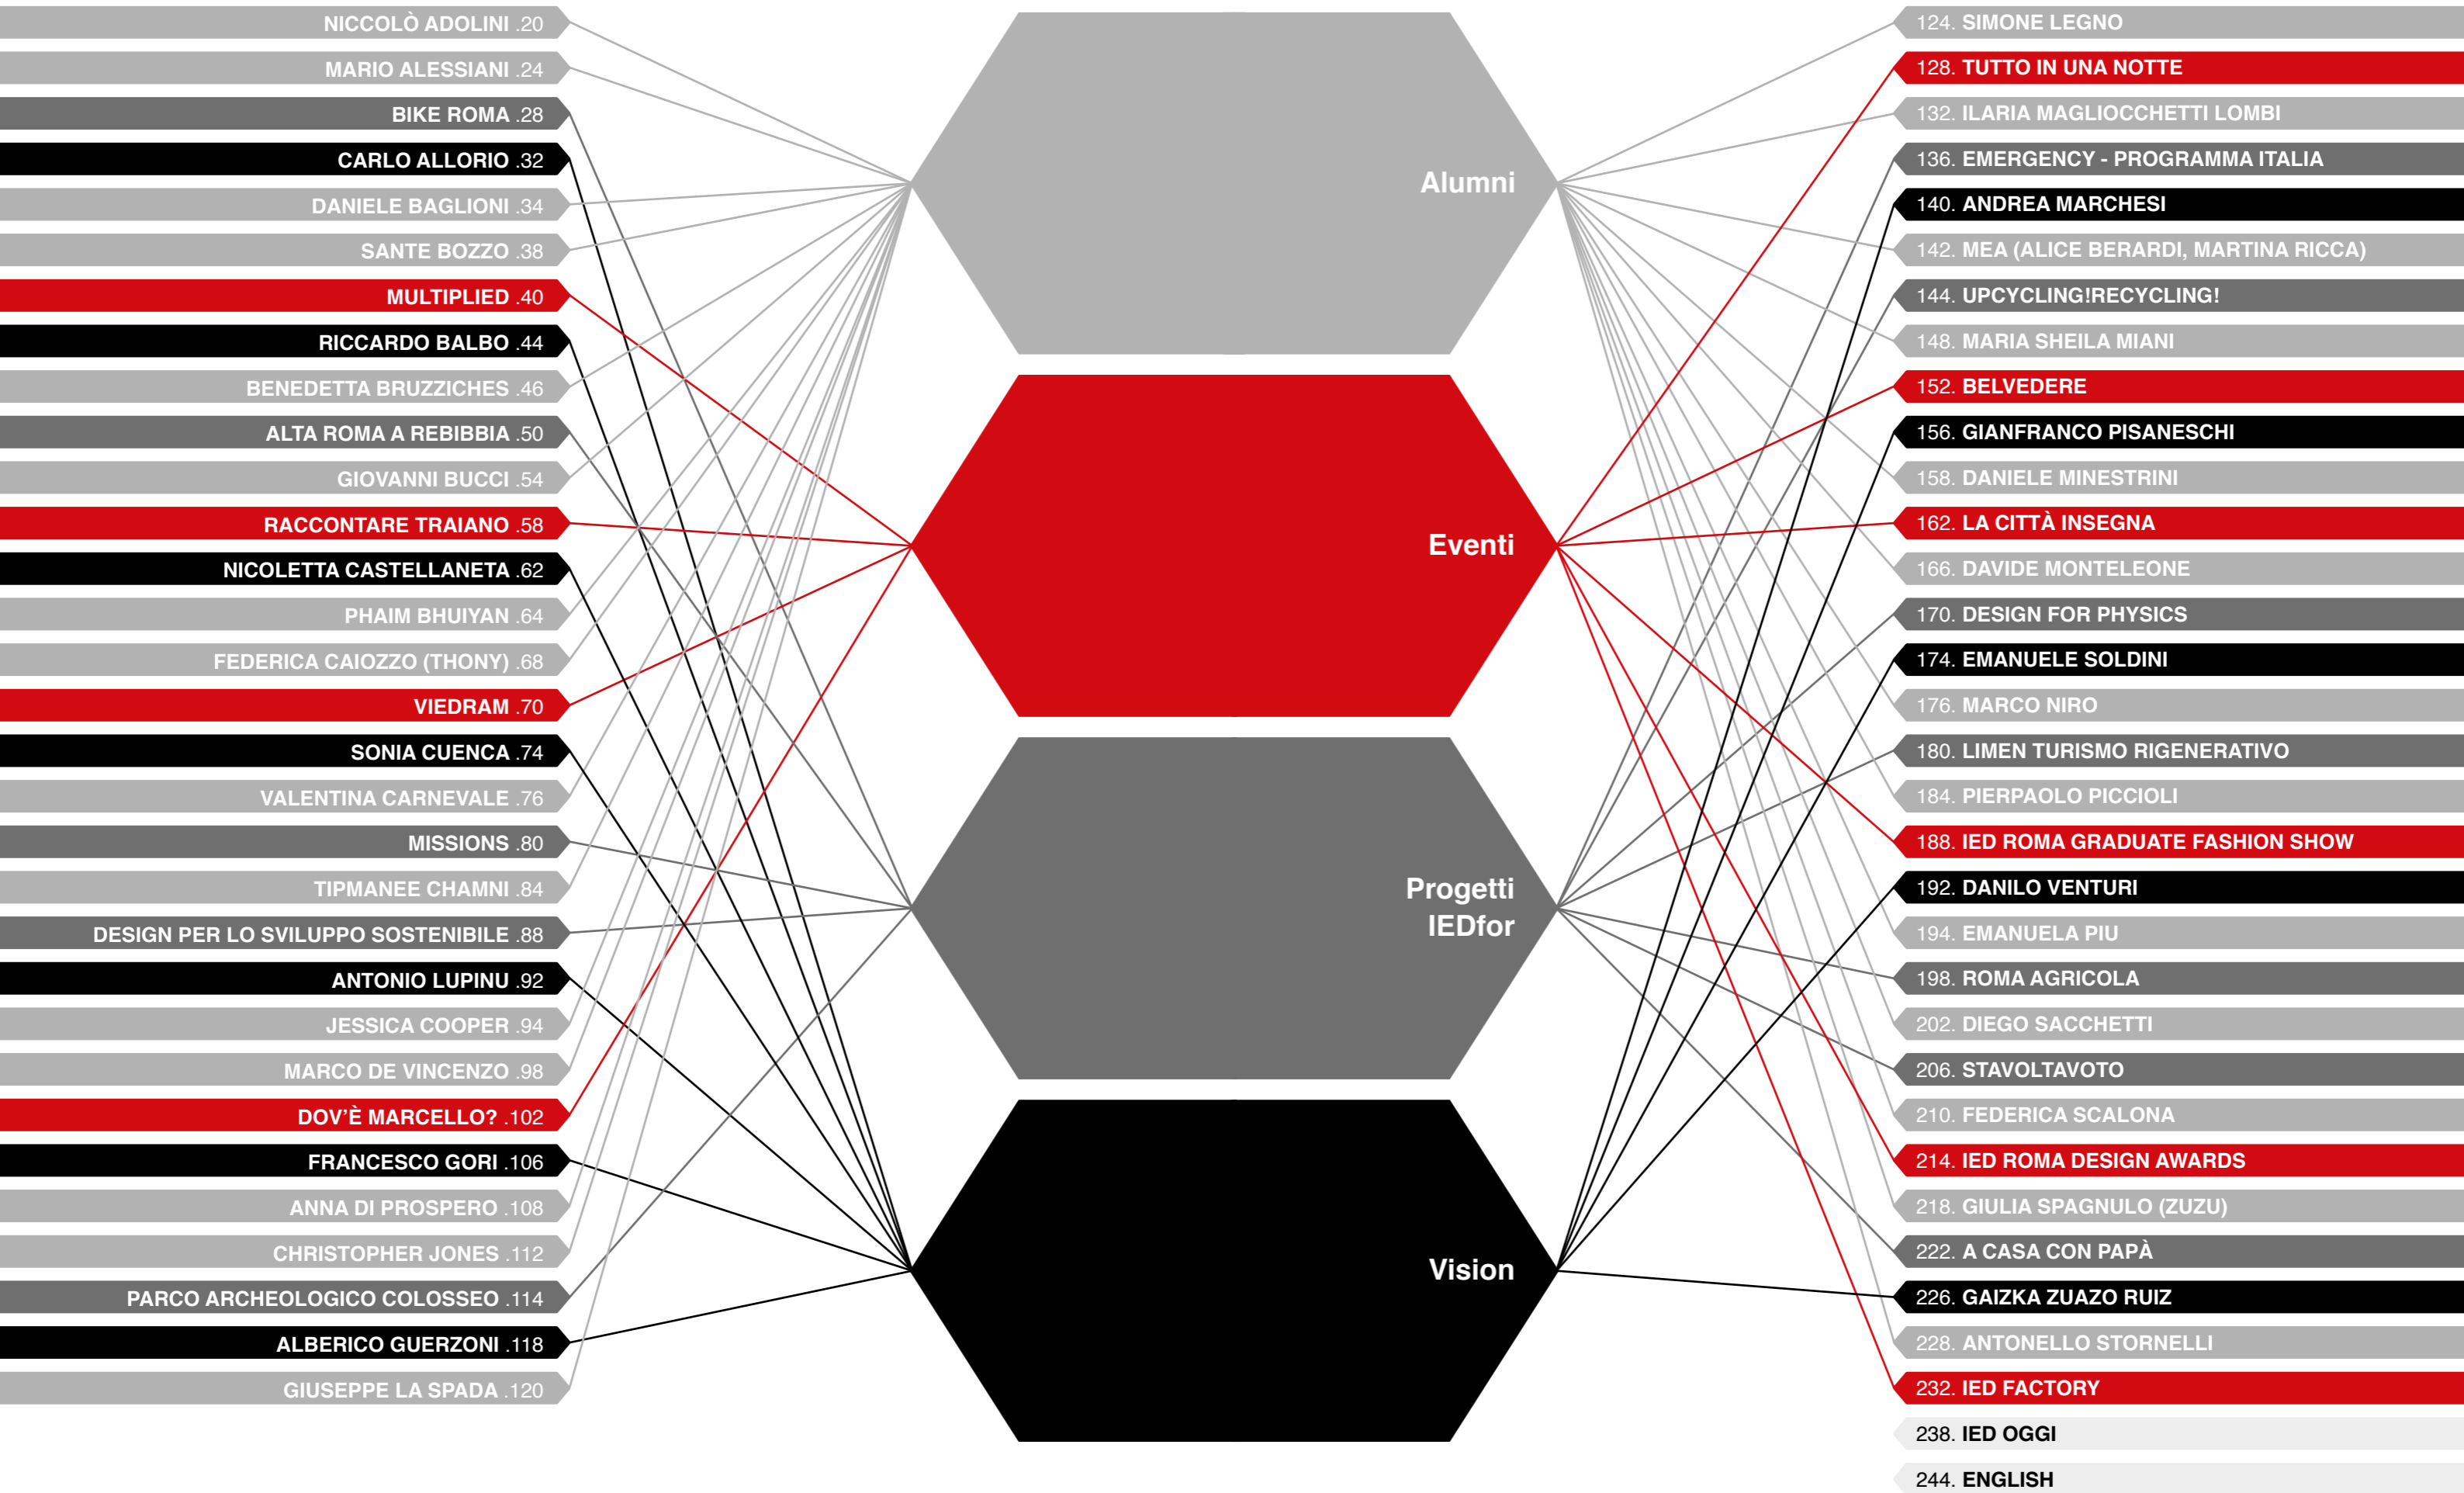 NICCOLÒ ADOLINI .20
MARIO ALESSIANI .24
BIKE ROMA .28
CARLO ALLORIO .32
DANIELE BAGLIONI .34
SANTE BOZZO .38
MULTIPLIED .40
RICCARDO BALBO .44
BENEDETTA BRUZZICHES .46
ALTA ROMA A REBIBBIA .50
GIOVANNI BUCCI .54
RACCONTARE TRAIANO .58
NICOLETTA CASTELLANETA .62
PHAIM BHUIYAN .64
FEDERICA CAIOZZO (THONY) .68
VIEDRAM .70
SONIA CUENCA .74
VALENTINA CARNEVALE .76
MISSIONS .80
TIPMANEE CHAMNI .84
DESIGN PER LO SVILUPPO SOSTENIBILE .88
ANTONIO LUPINU .92
JESSICA COOPER .94
MARCO DE VINCENZO .98
DOV'È MARCELLO? .102
FRANCESCO GORI .106
ANNA DI PROSPERO .108
CHRISTOPHER JONES .112
PARCO ARCHEOLOGICO COLOSSEO .114
ALBERICO GUERZONI .118
GIUSEPPE LA SPADA .120
Alumni
Eventi
Progetti
IEDfor
Vision
124. SIMONE LEGNO
128. TUTTO IN UNA NOTTE
132. ILARIA MAGLIOCCHETTI LOMBI
136. EMERGENCY - PROGRAMMA ITALIA
140. ANDREA MARCHESI
142. MEA (ALICE BERARDI, MARTINA RICCA)
144. UPCYCLING!RECYCLING!
148. MARIA SHEILA MIANI
152. BELVEDERE
156. GIANFRANCO PISANESCHI
158. DANIELE MINESTRINI
162. LA CITTÀ INSEGNA
166. DAVIDE MONTELEONE
170. DESIGN FOR PHYSICS
174. EMANUELE SOLDINI
176. MARCO NIRO
180. LIMEN TURISMO RIGENERATIVO
184. PIERPAOLO PICCIOLI
188. IED ROMA GRADUATE FASHION SHOW
192. DANILO VENTURI
194. EMANUELA PIU
198. ROMA AGRICOLA
202. DIEGO SACCHETTI
206. STAVOLTAVOTO
210. FEDERICA SCALONA
214. IED ROMA DESIGN AWARDS
218. GIULIA SPAGNULO (ZUZU)
222. A CASA CON PAPÀ
226. GAIZKA ZUAZO RUIZ
228. ANTONELLO STORNELLI
232. IED FACTORY
238. IED OGGI
244. ENGLISH